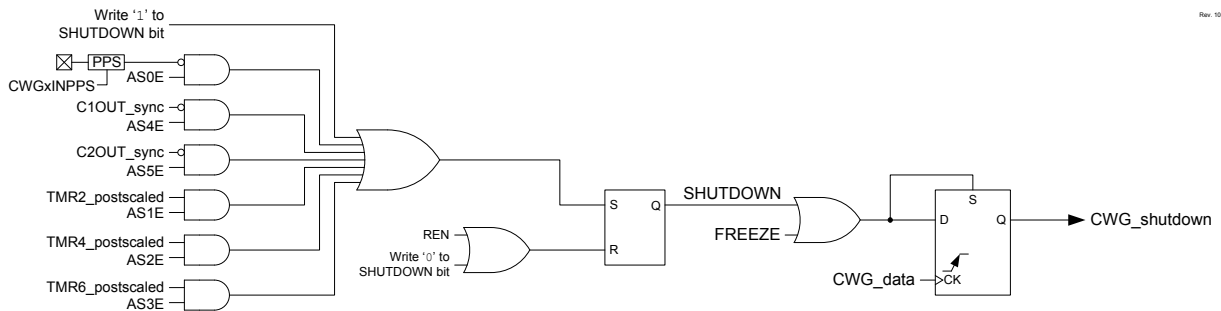 Write '1' to
SHUTDOWN bit
Rev. 10
PPS
CWGxINPPS
AS0E
C1OUT_sync
AS4E
C2OUT_sync
AS5E
TMR2_postscaled
AS1E
TMR4_postscaled
AS2E
TMR6_postscaled
AS3E
REN
Write '0' to
SHUTDOWN bit
S
Q
R
SHUTDOWN
FREEZE
S
D
Q
CWG_data
CK
CWG_shutdown